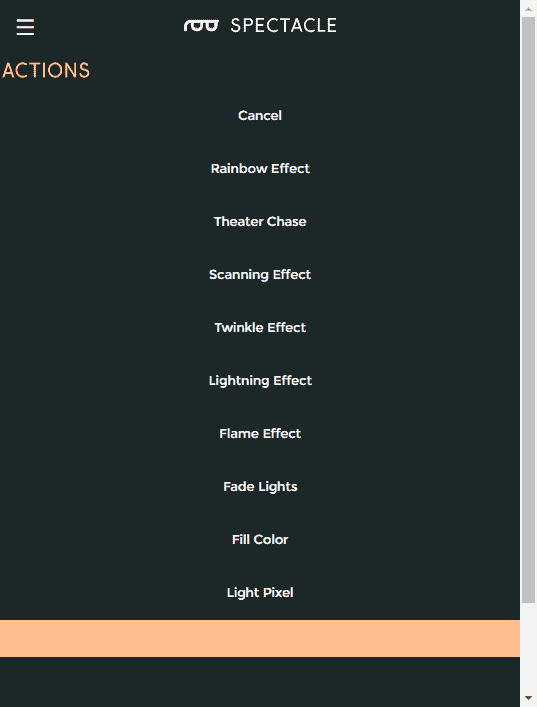 SPECTACLE
ACTIONS
Cancel
Rainbow Effect
Theater Chase
Scanning Effect
Twinkle Effect
Lightning Effect
Flame Effect
Fade Lights
Fill Color
Light Pixel